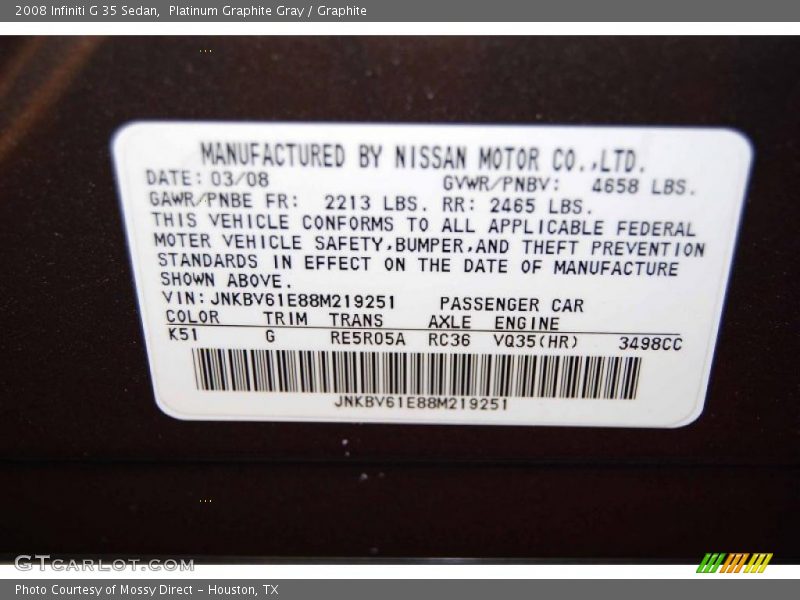 2008 Infiniti G 35 Sedan, Platinum Graphite Gray / Graphite
MANUFACTURED BY NISSAN MOTOR CO.,LTD.
DATE: 03/08 GVWR/PNBV: 4658 LBS.
GAWR/PNBE FR: 2213 LBS. RR: 2465 LBS.
THIS VEHICLE CONFORMS TO ALL APPLICABLE FEDERAL
MOTER VEHICLE SAFETY,BUMPER,AND THEFT PREVENTION
STANDARDS IN EFFECT ON THE DATE OF MANUFACTURE
SHOWN ABOVE.
VIN: JNKBV61E88M219251 PASSENGER CAR
COLOR TRIM TRANS AXLE ENGINE
K51 G RE5R05A RC36 VQ35(HR) 3498CC
JNKBV61E88M219251
GTCARLOT.COM
Photo Courtesy of Mossy Direct - Houston, TX